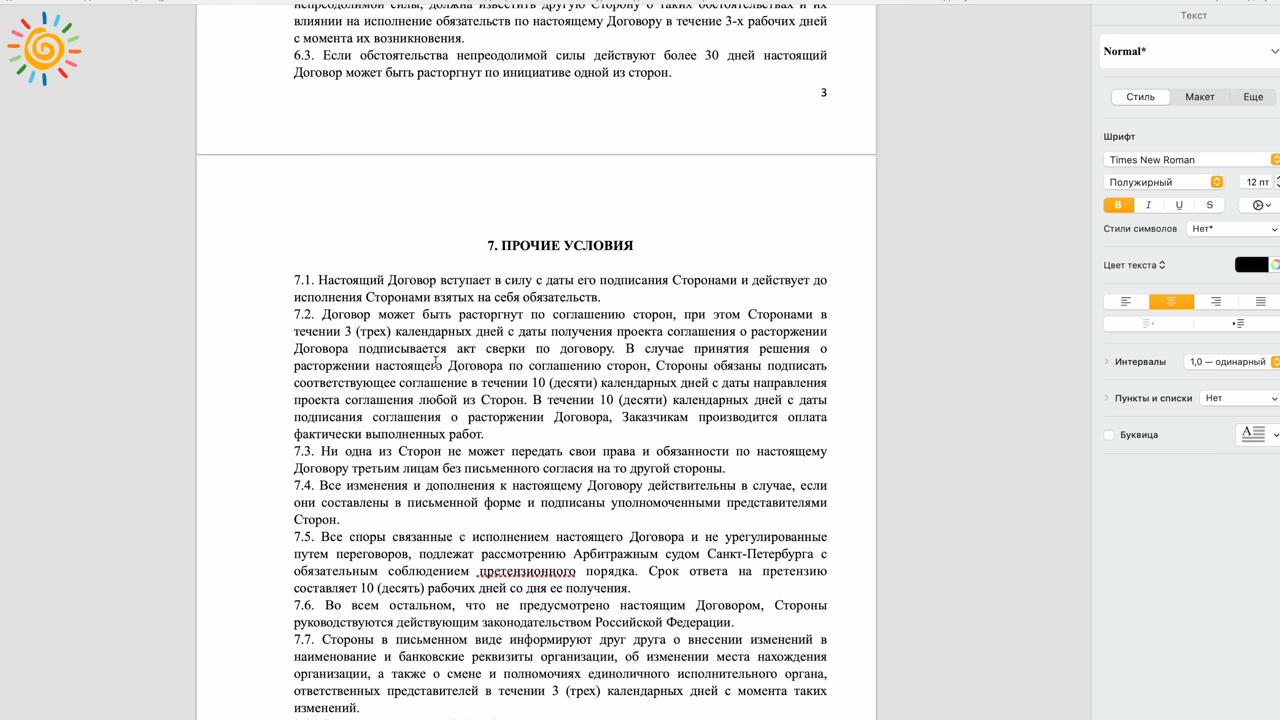 непреодолимой силы, должна известить другую Сторону о таких обстоятельствах и их
влиянии на исполнение обязательств по настоящему Договору в течение 3-х рабочих дней
с момента их возникновения.
6.3. Если обстоятельства непреодолимой силы действуют более 30 дней настоящий
Договор может быть расторгнут по инициативе одной из сторон.
3
7. ПРОЧИЕ УСЛОВИЯ
7.1. Настоящий Договор вступает в силу с даты его подписания Сторонами и действует до
исполнения Сторонами взятых на себя обязательств.
7.2. Договор может быть расторгнут по соглашению сторон, при этом Сторонами в
течении 3 (трех) календарных дней с даты получения проекта соглашения о расторжении
Договора подписывается акт сверки по договору. В случае принятия решения о
расторжении настоящего Договора по соглашению сторон, Стороны обязаны подписать
соответствующее соглашение в течении 10 (десяти) календарных дней с даты направления
проекта соглашения любой из Сторон. В течении 10 (десяти) календарных дней с даты
подписания соглашения о расторжении Договора, Заказчикам производится оплата
фактически выполненных работ.
7.3. Ни одна из Сторон не может передать свои права и обязанности по настоящему
Договору третьим лицам без письменного согласия на то другой стороны.
7.4. Все изменения и дополнения к настоящему Договору действительны в случае, если
они составлены в письменной форме и подписаны уполномоченными представителями
Сторон.
7.5. Все споры связанные с исполнением настоящего Договора и не урегулированные
путем переговоров, подлежат рассмотрению Арбитражным судом Санкт-Петербурга с
обязательным соблюдением претензионного порядка. Срок ответа на претензию
составляет 10 (десять) рабочих дней со дня ее получения.
7.6. Во всем остальном, что не предусмотрено настоящим Договором, Стороны
руководствуются действующим законодательством Российской Федерации.
7.7. Стороны в письменном виде информируют друг друга о внесении изменений в
наименование и банковские реквизиты организации, об изменении места нахождения
организации, а также о смене и полномочиях единоличного исполнительного органа,
ответственных представителей в течении 3 (трех) календарных дней с момента таких
изменений.
Текст
Normal*
Стиль Макет Еще
Шрифт
Times New Roman
Полужирный 12 пт
B I U S
Стили символов Нет*
Цвет текста
Интервалы 1,0 — одинарный
Пункты и списки Нет
Буквица A